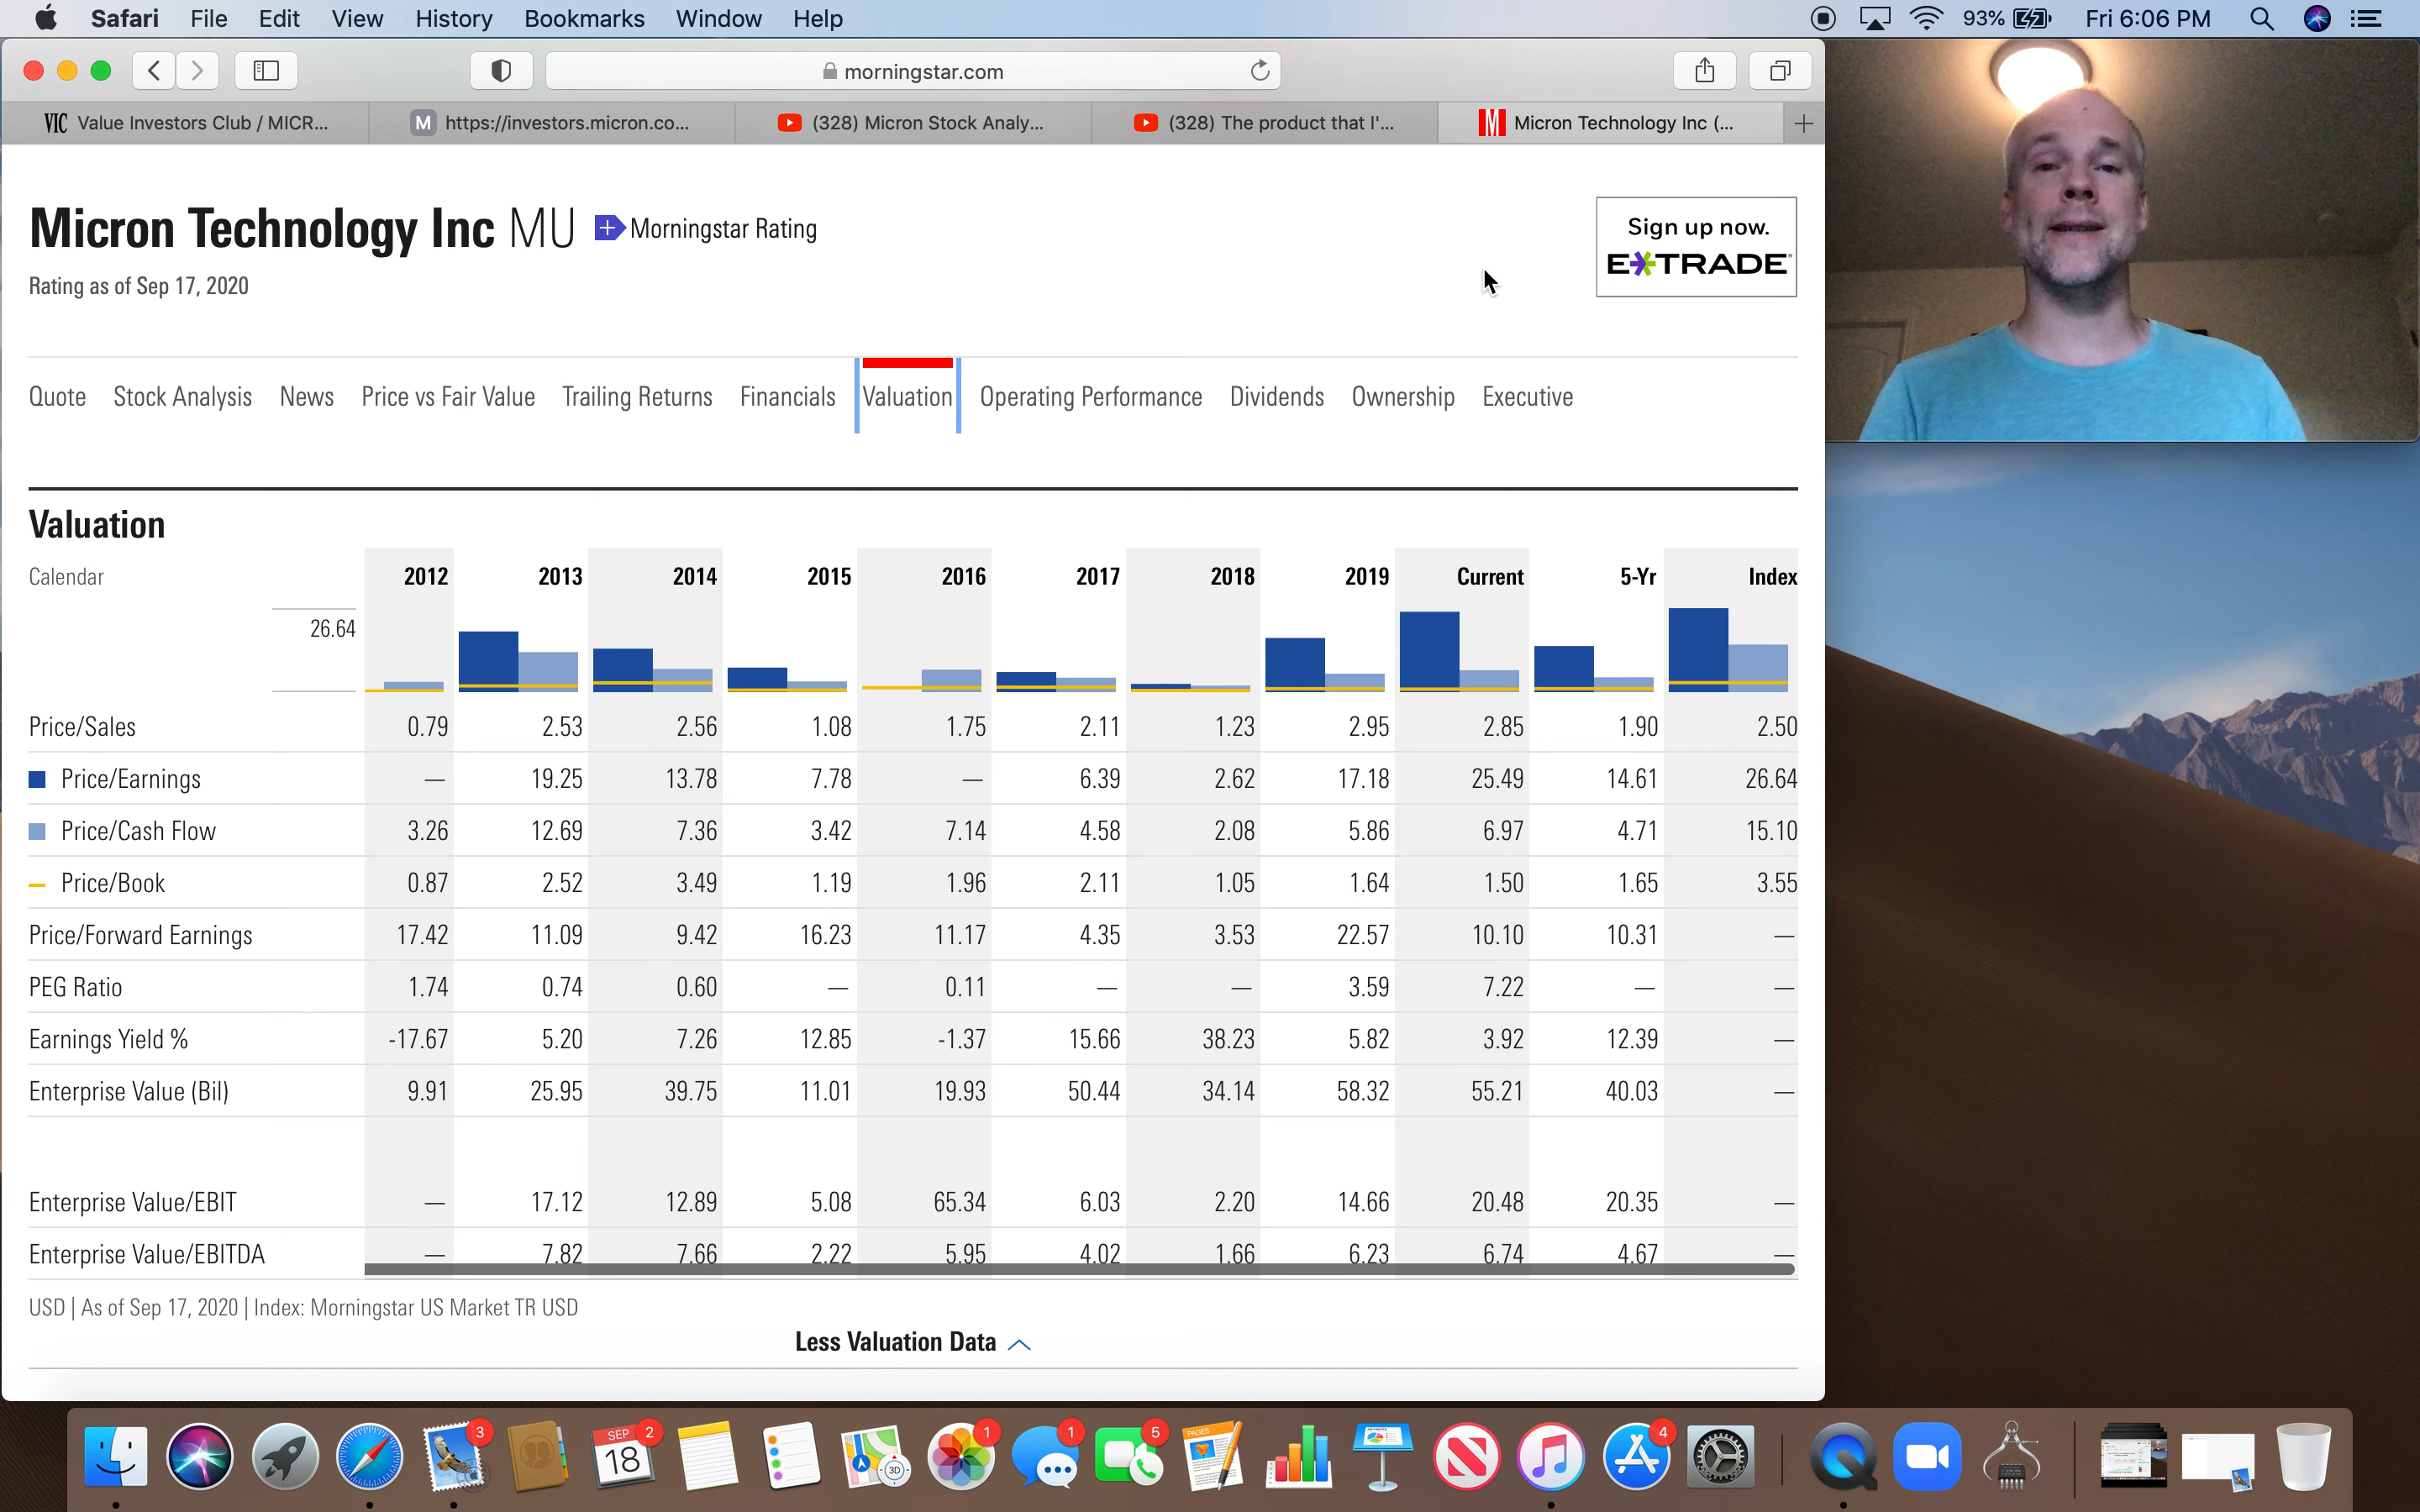 Safari File Edit View History Bookmarks Window Help 93% Fri 6:06 PM
morningstar.com
VIC Value Investors Club / MICR...
M https://investors.micron.co...
(328) Micron Stock Analy...
(328) The product that I'...
Micron Technology Inc (...
Micron Technology Inc MU Morningstar Rating
Rating as of Sep 17, 2020
Sign up now.
E*TRADE
Quote Stock Analysis News Price vs Fair Value Trailing Returns Financials Valuation Operating Performance Dividends Ownership Executive
Valuation
Calendar 2012 2013 2014 2015 2016 2017 2018 2019 Current 5-Yr Index
26.64
Price/Sales 0.79 2.53 2.56 1.08 1.75 2.11 1.23 2.95 2.85 1.90 2.50
Price/Earnings — 19.25 13.78 7.78 — 6.39 2.62 17.18 25.49 14.61 26.64
Price/Cash Flow 3.26 12.69 7.36 3.42 7.14 4.58 2.08 5.86 6.97 4.71 15.10
Price/Book 0.87 2.52 3.49 1.19 1.96 2.11 1.05 1.64 1.50 1.65 3.55
Price/Forward Earnings 17.42 11.09 9.42 16.23 11.17 4.35 3.53 22.57 10.10 10.31 —
PEG Ratio 1.74 0.74 0.60 — 0.11 — — 3.59 7.22 — —
Earnings Yield % -17.67 5.20 7.26 12.85 -1.37 15.66 38.23 5.82 3.92 12.39 —
Enterprise Value (Bil) 9.91 25.95 39.75 11.01 19.93 50.44 34.14 58.32 55.21 40.03 —
Enterprise Value/EBIT — 17.12 12.89 5.08 65.34 6.03 2.20 14.66 20.48 20.35 —
Enterprise Value/EBITDA — 7.82 7.66 2.22 5.95 4.02 1.66 6.23 6.74 4.67 —
USD | As of Sep 17, 2020 | Index: Morningstar US Market TR USD
Less Valuation Data
3 SEP 18 2 3D 1 1 5 PAGES 4